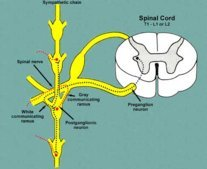 Sympathetic chain
Spinal Cord
T1 - L1 or L2
Spinal nerve
Gray
communicating
ramus
White
communicating
ramus
Postganglionic
neuron
Preganglion
neuron